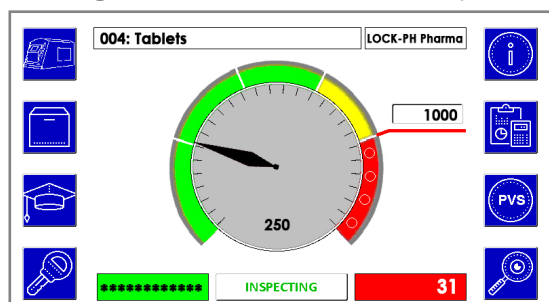 004: Tablets
LOCK-PH Pharma
1000
250
PVS
************
INSPECTING
31